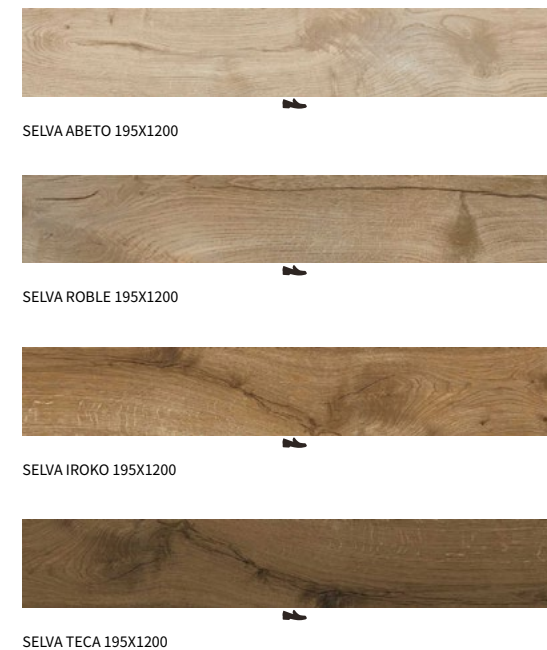 SELVA ABETO 195X1200
SELVA ROBLE 195X1200
SELVA IROKO 195X1200
SELVA TECA 195X1200